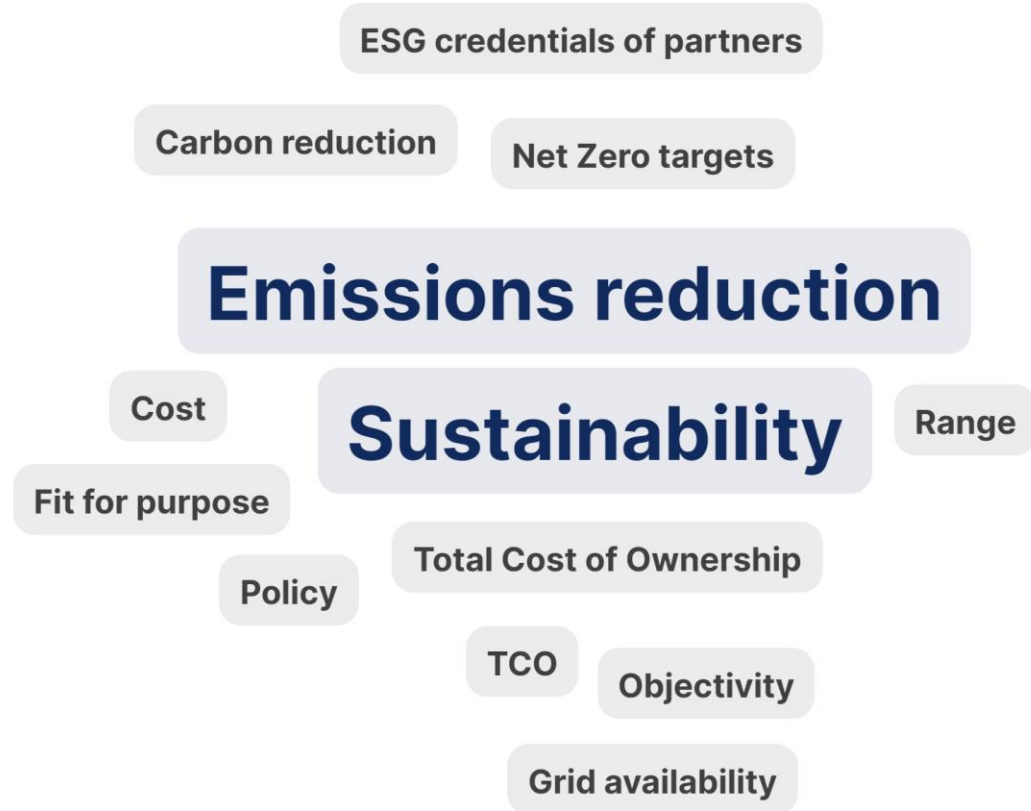 ESG credentials of partners
Carbon reduction
Net Zero targets
Emissions reduction
Cost
Sustainability
Range
Fit for purpose
Total Cost of Ownership
Policy
TCO
Objectivity
Grid availability